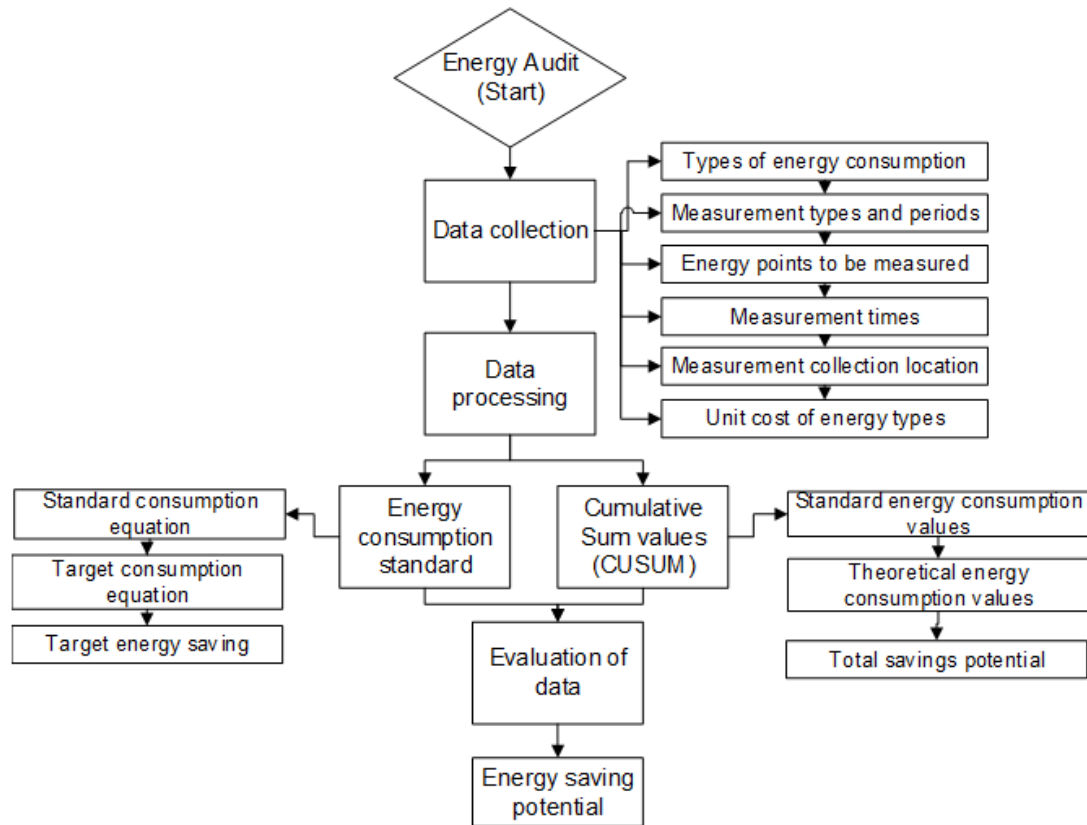 Energy Audit
(Start)
Types of energy consumption
Measurement types and periods
Data collection
Energy points to be measured
Measurement times
Measurement collection location
Unit cost of energy types
Data
processing
Standard consumption
equation
Target consumption
equation
Target energy saving
Energy
consumption
standard
Cumulative
Sum values
(CUSUM)
Standard energy consumption
values
Theoretical energy
consumption values
Total savings potential
Evaluation of
data
Energy saving
potential